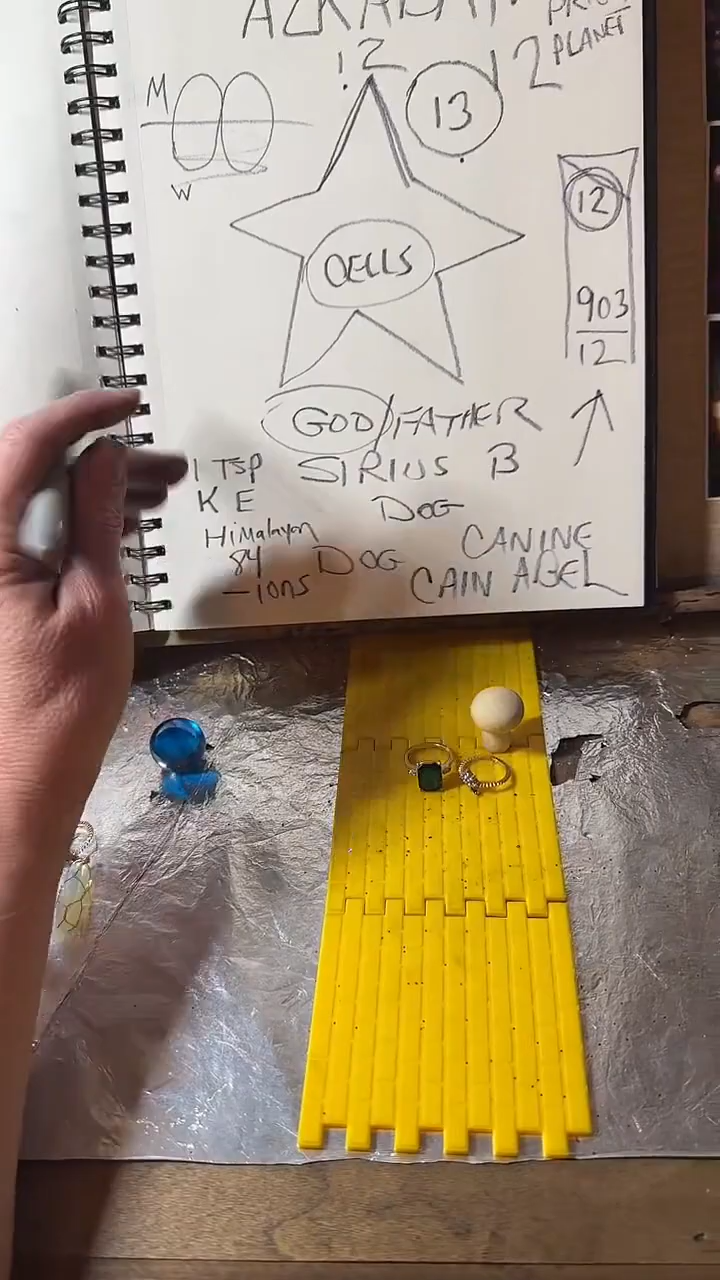 PLANET
12
13
12
M
W
12
903
12
OELLS
GOD/FATHER
1 TSP
SIRIUS B
K E
DOG
Himalayan
CANINE
84
DOG
CAIN ABEL
-ions